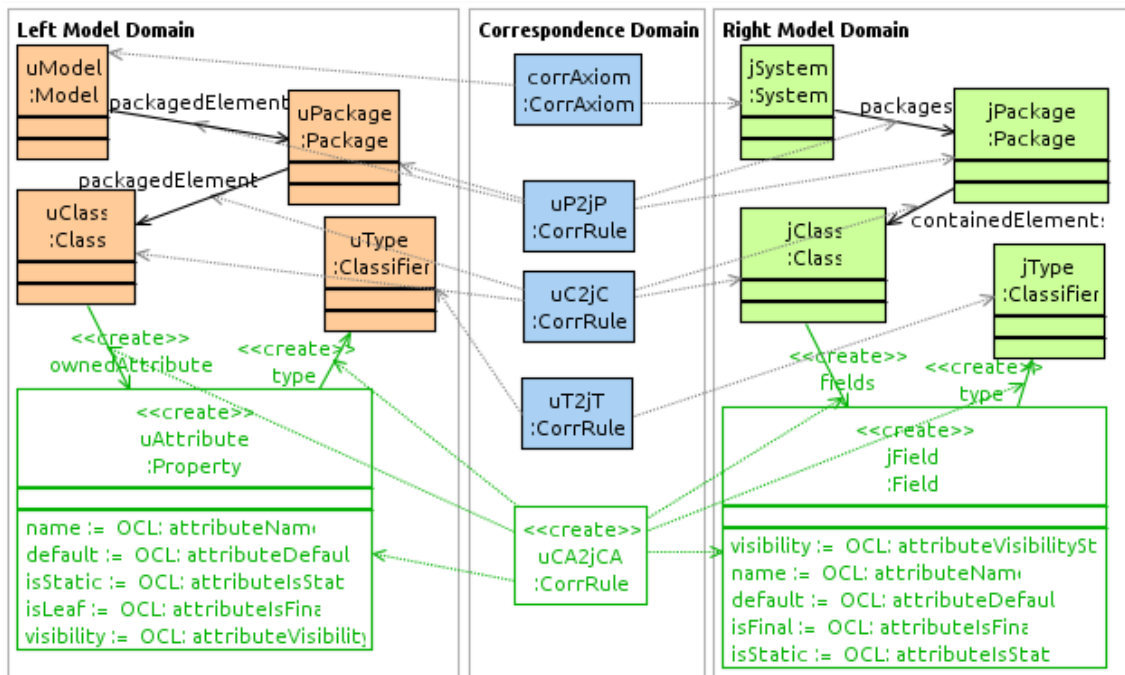 Left Model Domain
uModel
:Model
packagedElement
uPackage
:Package
packagedElement
uClass
:Class
uType
:Classifier
<<create>>
ownedAttribute
<<create>>
type
<<create>>
uAttribute
:Property
name := OCL: attributeName
default := OCL: attributeDefaul
isStatic := OCL: attributeIsStat
isLeaf := OCL: attributeIsFina
visibility := OCL: attributeVisibility
Correspondence Domain
corrAxiom
:CorrAxiom
uP2jP
:CorrRule
uC2jC
:CorrRule
uT2jT
:CorrRule
<<create>>
uCA2jCA
:CorrRule
Right Model Domain
jSystem
:System
packages
jPackage
:Package
containedElements
jClass
:Class
jType
:Classifier
<<create>>
fields
<<create>>
type
<<create>>
jField
:Field
visibility := OCL: attributeVisibilitySt
name := OCL: attributeName
default := OCL: attributeDefaul
isFinal := OCL: attributeIsFina
isStatic := OCL: attributeIsStat